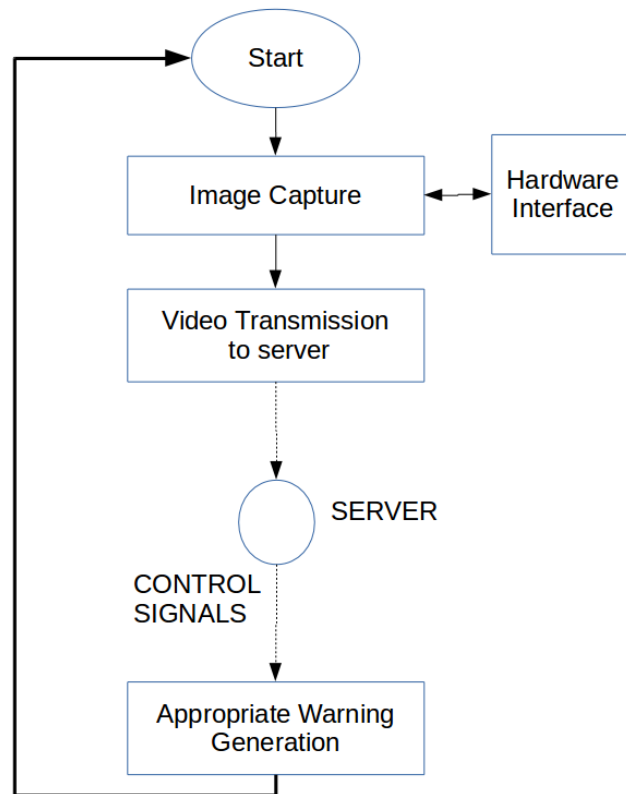 Start
Image Capture
Hardware
Interface
Video Transmission
to server
SERVER
CONTROL
SIGNALS
Appropriate Warning
Generation